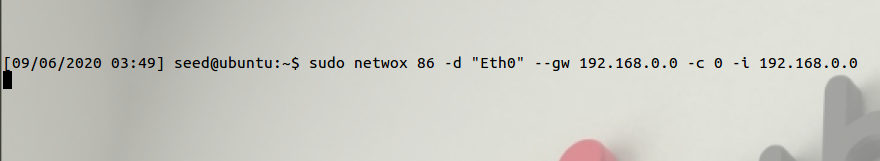 [09/06/2020 03:49] seed@ubuntu:~$ sudo netwox 86 -d "Eth0" --gw 192.168.0.0 -c 0 -i 192.168.0.0